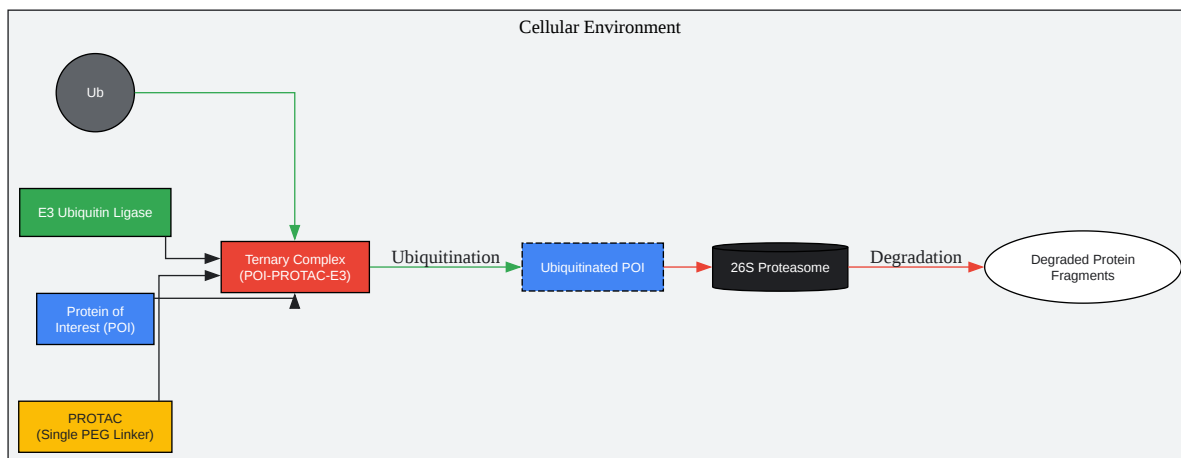 Cellular Environment
Ub
E3 Ubiquitin Ligase
Ternary Complex
(POI-PROTAC-E3)
Ubiquitination
Ubiquitinated POI
26S Proteasome
Degradation
Degraded Protein
Fragments
Protein of
Interest (POI)
PROTAC
(Single PEG Linker)